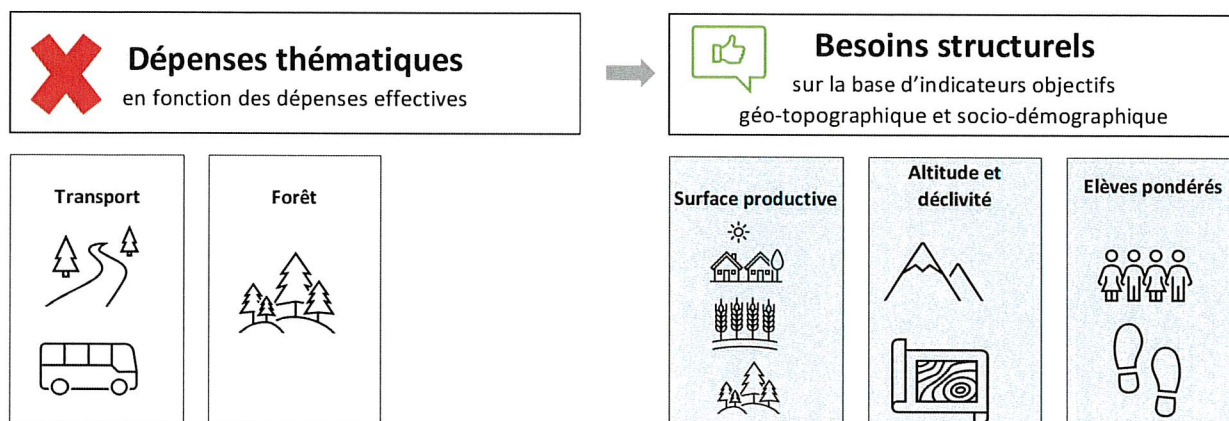 Dépenses thématiques
en fonction des dépenses effectives
Besoins structurels
sur la base d'indicateurs objectifs
géo-topographique et socio-démographique
Transport
Forêt
Surface productive
Altitude et
déclivité
Elèves pondérés